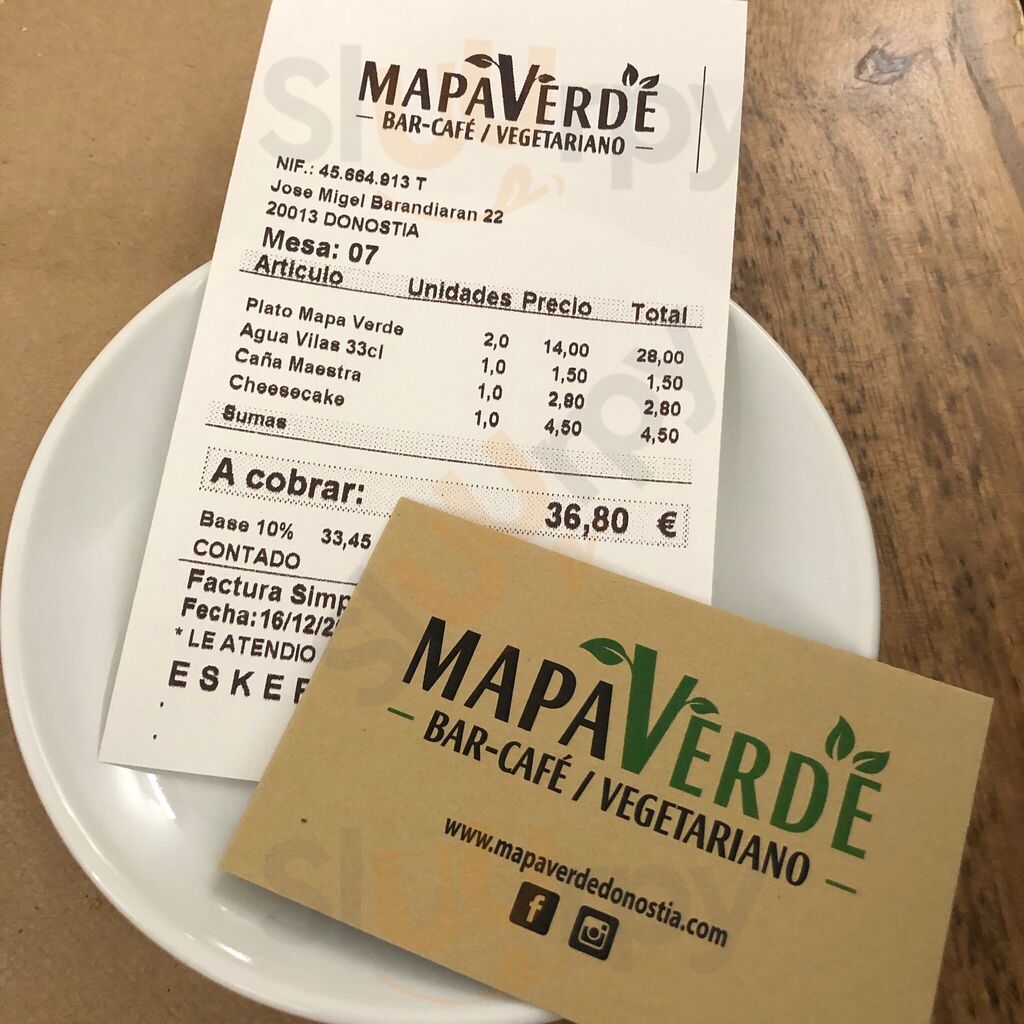 MAPAVERDE
BAR-CAFÉ / VEGETARIANO
NIF.: 45.664.913 T
Jose Migel Barandiaran 22
20013 DONOSTIA
Mesa: 07
Articulo Unidades Precio Total
Plato Mapa Verde 2,0 14,00 28,00
Agua Vilas 33cl 1,0 1,50 1,50
Caña Maestra 1,0 2,80 2,80
Cheesecake 1,0 4,50 4,50
Sumas
A cobrar: 36,80 €
Base 10% 33,45
CONTADO
Factura Simp
Fecha: 16/12/2
* LE ATENDIO
ESKER
MAPAVERDE
BAR-CAFÉ / VEGETARIANO
www.mapaverdedonostia.com
f
Slurpy
Slurpy
Slurpy
Slurpy